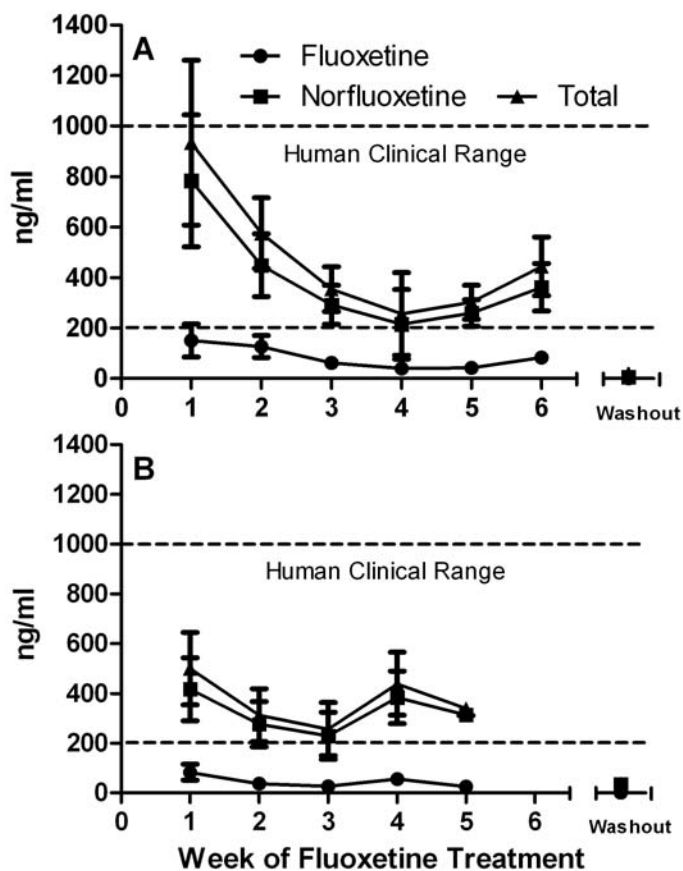 A
Fluoxetine
Norfluoxetine
Total
Human Clinical Range
ng/ml
1400
1200
1000
800
600
400
200
0
0 1 2 3 4 5 6
Washout
B
Human Clinical Range
ng/ml
1400
1200
1000
800
600
400
200
0
0 1 2 3 4 5 6
Washout
Week of Fluoxetine Treatment